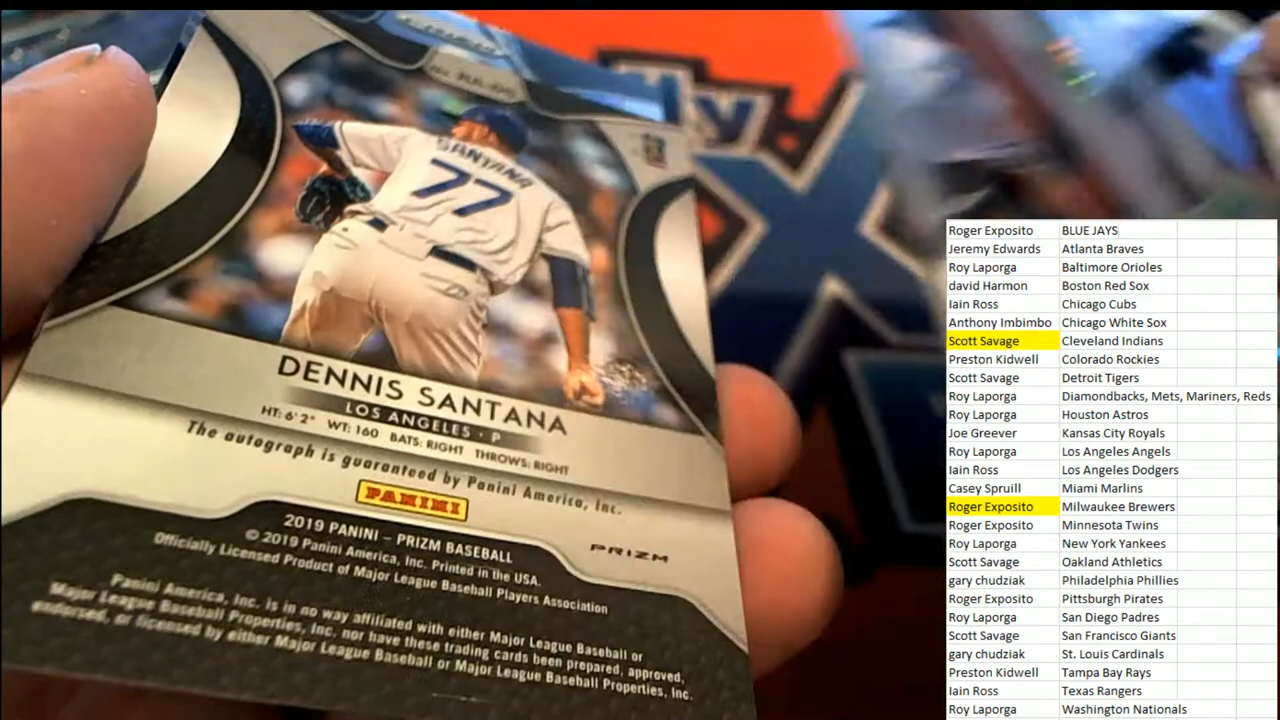 SANTANA
77
DENNIS SANTANA
LOS ANGELES · P
HT: 6'2" WT: 160 BATS: RIGHT THROWS: RIGHT
The autograph is guaranteed by Panini America, Inc.
PANINI
2019 PANINI – PRIZM BASEBALL
© 2019 Panini America, Inc. Printed in the USA.
Officially Licensed Product of Major League Baseball Players Association
PRIZM
Panini America, Inc. is in no way affiliated with either Major League Baseball or
Major League Baseball Properties, Inc. nor have these trading cards been prepared, approved,
endorsed, or licensed by either Major League Baseball or Major League Baseball Properties, Inc.
My
X
Roger Exposito BLUE JAYS
Jeremy Edwards Atlanta Braves
Roy Laporga Baltimore Orioles
david Harmon Boston Red Sox
Iain Ross Chicago Cubs
Anthony Imbimbo Chicago White Sox
Scott Savage Cleveland Indians
Preston Kidwell Colorado Rockies
Scott Savage Detroit Tigers
Roy Laporga Diamondbacks, Mets, Mariners, Reds
Roy Laporga Houston Astros
Joe Greever Kansas City Royals
Roy Laporga Los Angeles Angels
Iain Ross Los Angeles Dodgers
Casey Spruill Miami Marlins
Roger Exposito Milwaukee Brewers
Roger Exposito Minnesota Twins
Roy Laporga New York Yankees
Scott Savage Oakland Athletics
gary chudziak Philadelphia Phillies
Roger Exposito Pittsburgh Pirates
Roy Laporga San Diego Padres
Scott Savage San Francisco Giants
gary chudziak St. Louis Cardinals
Preston Kidwell Tampa Bay Rays
Iain Ross Texas Rangers
Roy Laporga Washington Nationals